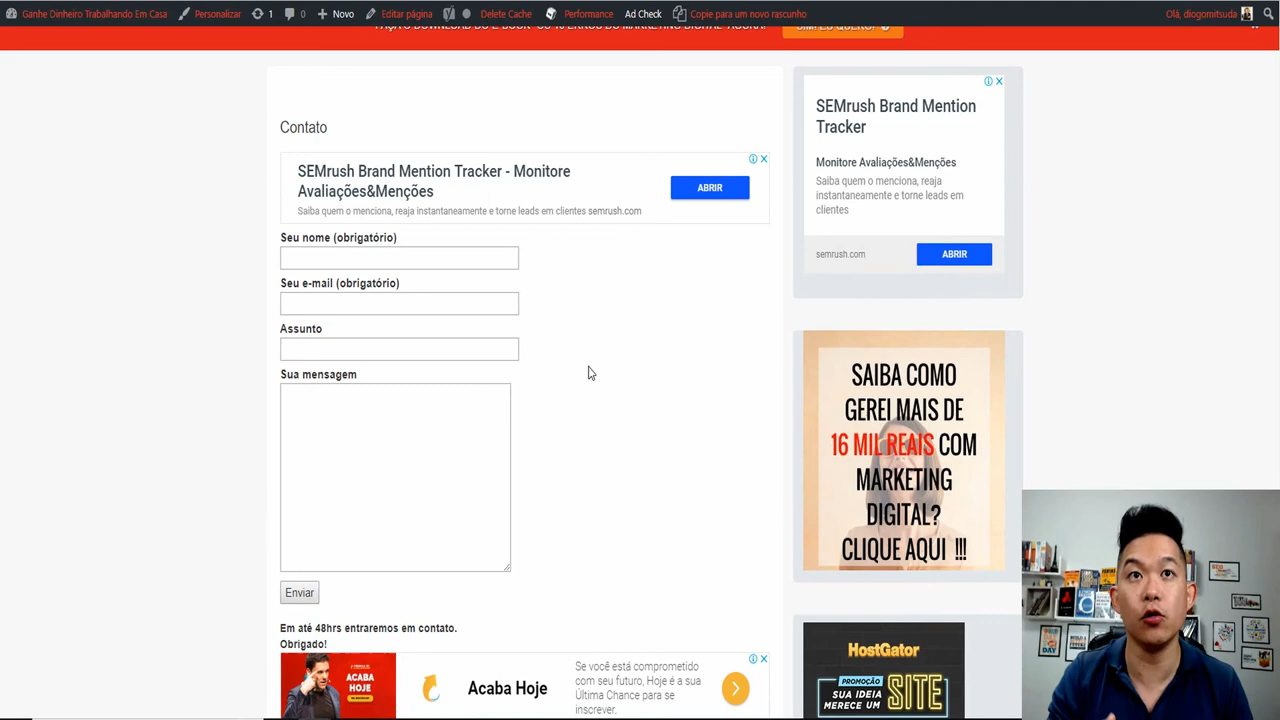 Ganhe Dinheiro Trabalhando Em Casa Personalizar 1 0 Novo Editar página Delete Cache Performance Ad Check Copie para um novo rascunho Olá, diogomitsuda
Contato
SEMrush Brand Mention Tracker - Monitore
Avaliações&Menções
Saiba quem o menciona, reaja instantaneamente e torne leads em clientes semrush.com
ABRIR
Seu nome (obrigatório)
Seu e-mail (obrigatório)
Assunto
Sua mensagem
Enviar
Em até 48hrs entraremos em contato.
Obrigado!
ACABA
HOJE
Acaba Hoje
Se você está comprometido
com seu futuro, Hoje é a sua
Última Chance para se
inscrever.
SEMrush Brand Mention
Tracker
Monitore Avaliações&Menções
Saiba quem o menciona, reaja
instantaneamente e torne leads em
clientes
semrush.com
ABRIR
SAIBA COMO
GEREI MAIS DE
16 MIL REAIS COM
MARKETING
DIGITAL?
CLIQUE AQUI !!!
HostGator
PROMOÇÃO
SUA IDEIA
MERECE UM
SITE
SEO